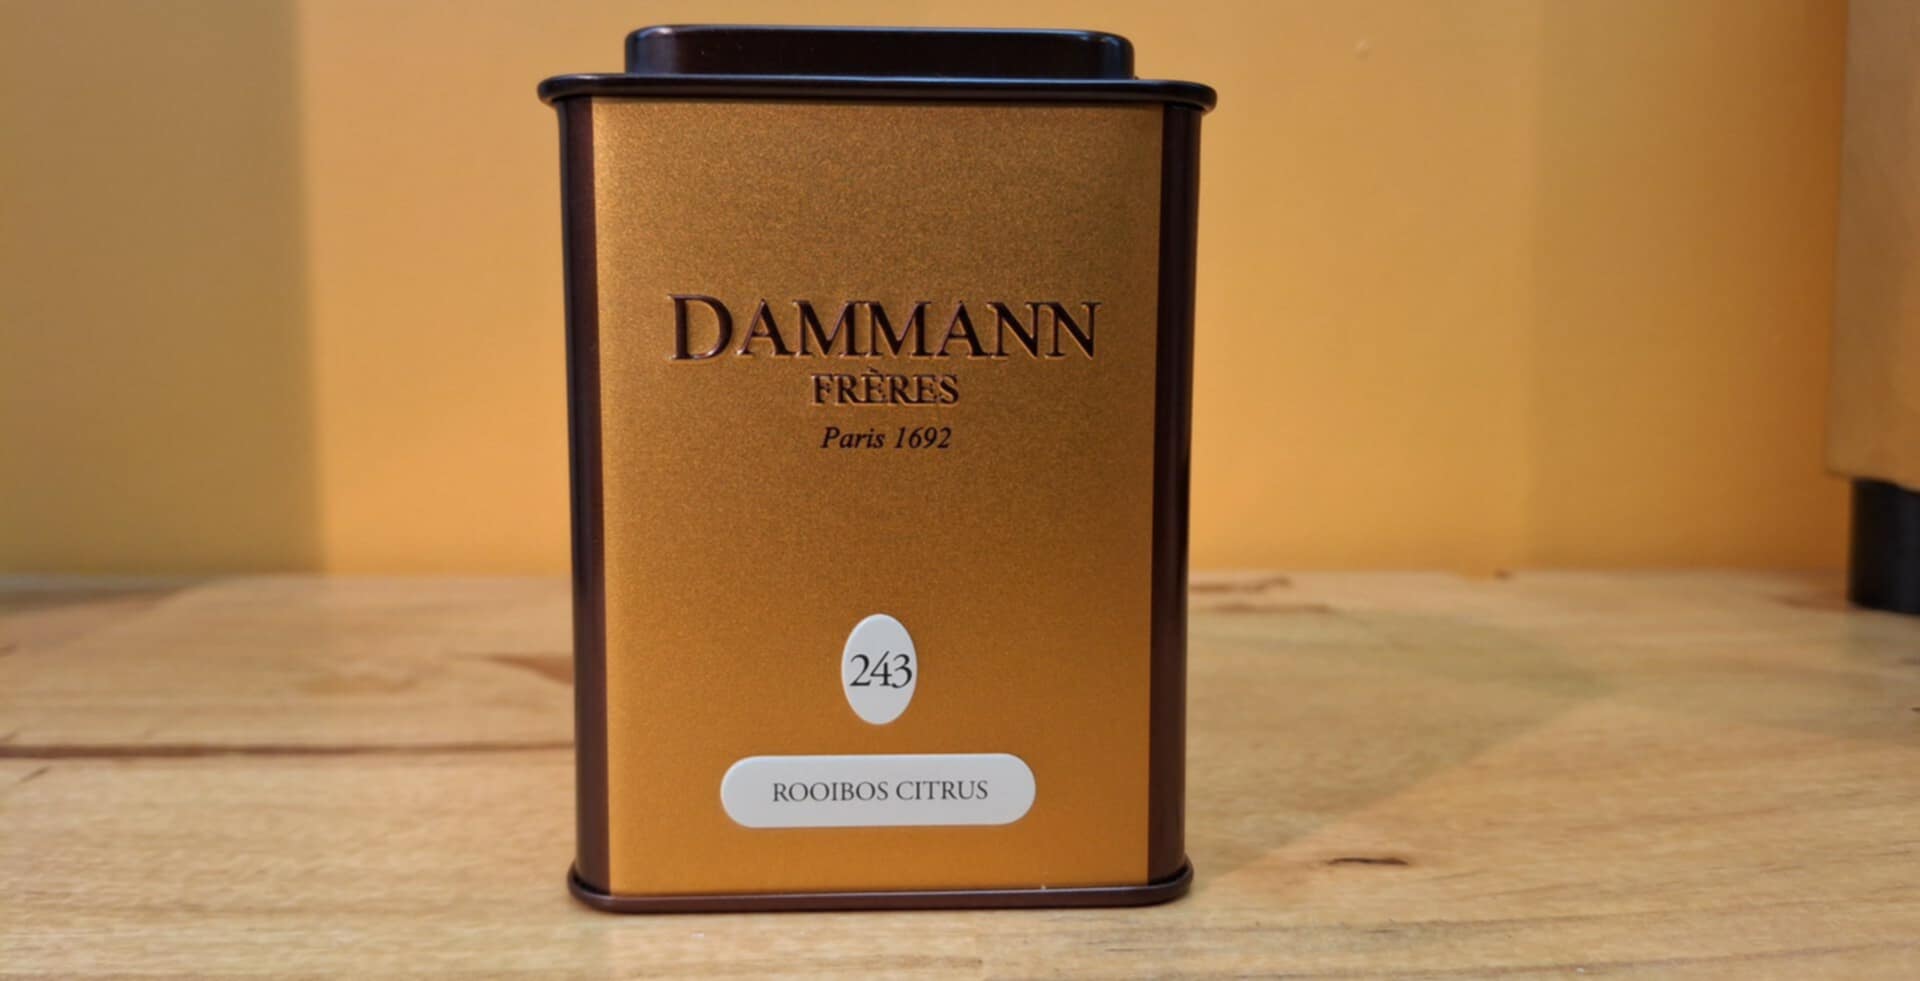 DAMMANN
FRÈRES
Paris 1692
243
ROOIBOS CITRUS